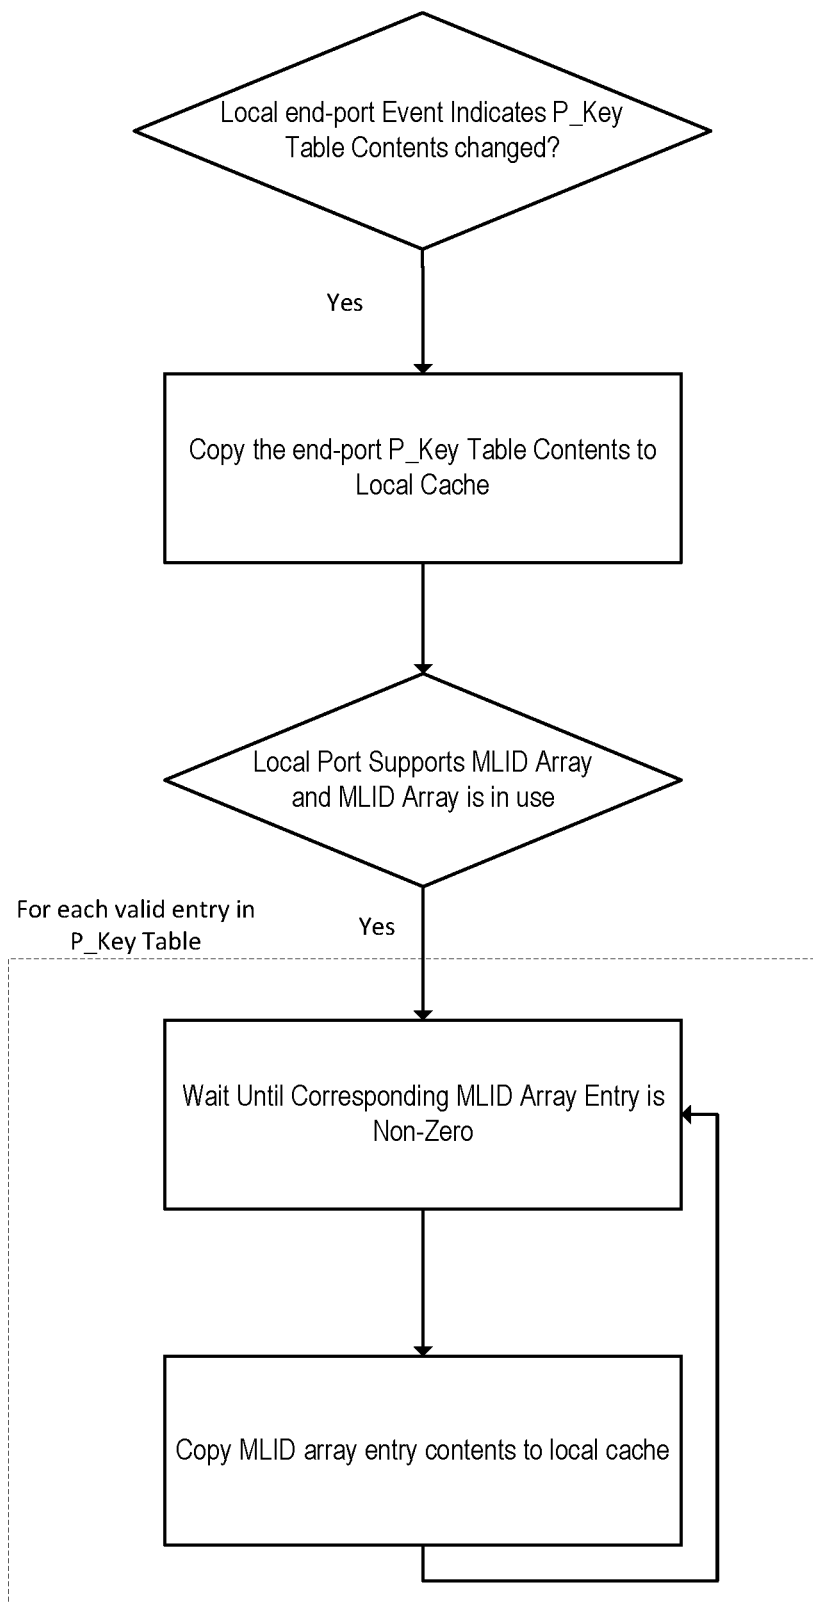 Local end-port Event Indicates P_Key
Table Contents changed?
Yes
Copy the end-port P_Key Table Contents to
Local Cache
Local Port Supports MLID Array
and MLID Array is in use
For each valid entry in
P_Key Table
Yes
Wait Until Corresponding MLID Array Entry is
Non-Zero
Copy MLID array entry contents to local cache